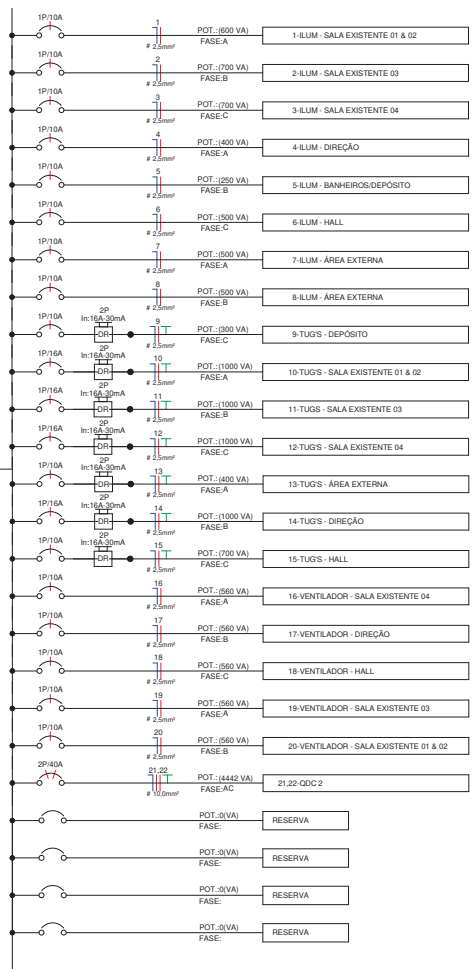 1P/10A
1
# 2,5mm²
POT.:(600 VA)
FASE:A
1-ILUM - SALA EXISTENTE 01 & 02
1P/10A
2
# 2,5mm²
POT.:(700 VA)
FASE:B
2-ILUM - SALA EXISTENTE 03
1P/10A
3
# 2,5mm²
POT.:(700 VA)
FASE:C
3-ILUM - SALA EXISTENTE 04
1P/10A
4
# 2,5mm²
POT.:(400 VA)
FASE:A
4-ILUM - DIREÇÃO
1P/10A
5
# 2,5mm²
POT.:(250 VA)
FASE:B
5-ILUM - BANHEIROS/DEPÓSITO
1P/10A
6
# 2,5mm²
POT.:(500 VA)
FASE:C
6-ILUM - HALL
1P/10A
7
# 2,5mm²
POT.:(500 VA)
FASE:A
7-ILUM - ÁREA EXTERNA
1P/10A
8
# 2,5mm²
POT.:(500 VA)
FASE:B
8-ILUM - ÁREA EXTERNA
1P/10A
2P
In:16A-30mA
DR
9
# 2,5mm²
POT.:(300 VA)
FASE:C
9-TUG'S - DEPÓSITO
1P/16A
2P
In:16A-30mA
DR
10
# 2,5mm²
POT.:(1000 VA)
FASE:A
10-TUG'S - SALA EXISTENTE 01 & 02
1P/16A
2P
In:16A-30mA
DR
11
# 2,5mm²
POT.:(1000 VA)
FASE:B
11-TUGS - SALA EXISTENTE 03
1P/16A
2P
In:16A-30mA
DR
12
# 2,5mm²
POT.:(1000 VA)
FASE:C
12-TUG'S - SALA EXISTENTE 04
1P/10A
2P
In:16A-30mA
DR
13
# 2,5mm²
POT.:(400 VA)
FASE:A
13-TUG'S - ÁREA EXTERNA
1P/16A
2P
In:16A-30mA
DR
14
# 2,5mm²
POT.:(1000 VA)
FASE:B
14-TUG'S - DIREÇÃO
1P/10A
2P
In:16A-30mA
DR
15
# 2,5mm²
POT.:(700 VA)
FASE:C
15-TUG'S - HALL
1P/10A
16
# 2,5mm²
POT.:(560 VA)
FASE:A
16-VENTILADOR - SALA EXISTENTE 04
1P/10A
17
# 2,5mm²
POT.:(560 VA)
FASE:B
17-VENTILADOR - DIREÇÃO
1P/10A
18
# 2,5mm²
POT.:(560 VA)
FASE:C
18-VENTILADOR - HALL
1P/10A
19
# 2,5mm²
POT.:(560 VA)
FASE:A
19-VENTILADOR - SALA EXISTENTE 03
1P/10A
20
# 2,5mm²
POT.:(560 VA)
FASE:B
20-VENTILADOR - SALA EXISTENTE 01 & 02
2P/40A
21,22
# 10,0mm²
POT.:(4442 VA)
FASE:AC
21,22-QDC 2
POT.:0(VA)
FASE:
RESERVA
POT.:0(VA)
FASE:
RESERVA
POT.:0(VA)
FASE:
RESERVA
POT.:0(VA)
FASE:
RESERVA